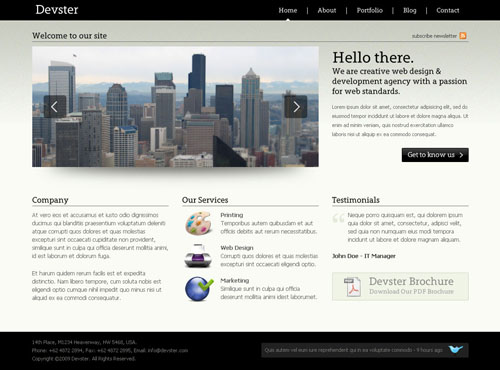 Devster
Home | About | Portfolio | Blog | Contact
Welcome to our site
subscribe newsletter
Hello there.
We are creative web design &
development agency with a passion
for web standards.
Lorem ipsum dolor sit amet, consectetur adipisicing elit, sed do
eiusmod tempor incididunt ut labore et dolore magna aliqua. Ut
enim ad minim veniam, quis nostrud exercitation ullamco
laboris nisi ut aliquip ex ea commodo consequat.
Get to know us
Company
At vero eos et accusamus et iusto odio dignissimos
ducimus qui blanditiis praesentium voluptatum deleniti
atque corrupti quos dolores et quas molestias
excepturi sint occaecati cupiditate non provident,
similique sunt in culpa qui officia deserunt mollitia animi,
id est laborum et dolorum fuga.
Et harum quidem rerum facilis est et expedita
distinctio. Nam libero tempore, cum soluta nobis est
eligendi optio cumque nihil impedit quo minus ris ut
aliquid ex ea commodi consequatur.
Our Services
Printing
Temporibus autem quibusdam et aut
officiis debitis aut rerum necessitatibus.
Web Design
Corrupti quos dolores et quas molestias
excepturi sint occaecati eligendi optio.
Marketing
Similique sunt in culpa qui officia
deserunt mollitia animi idest laborumet.
Testimonials
Neque porro quisquam est, qui dolorem ipsum
quia dolor sit amet, consectetur, adipisci velit,
sed quia non numquam eius modi tempora
incidunt ut labore et dolore magnam aliquam.
John Doe - IT Manager
Devster Brochure
Download Our PDF Brochure
14th Place, M1234 Heavenway, HW 5468, USA.
Phone: +62 4872 2894, Fax: +62 4872 2895, Email: info@devster.com
Copyright ©2009 Devster. All Rights Reserved.
Quis autem vel eum iure reprehenderit qui in ea voluptate commodo - 9 hours ago